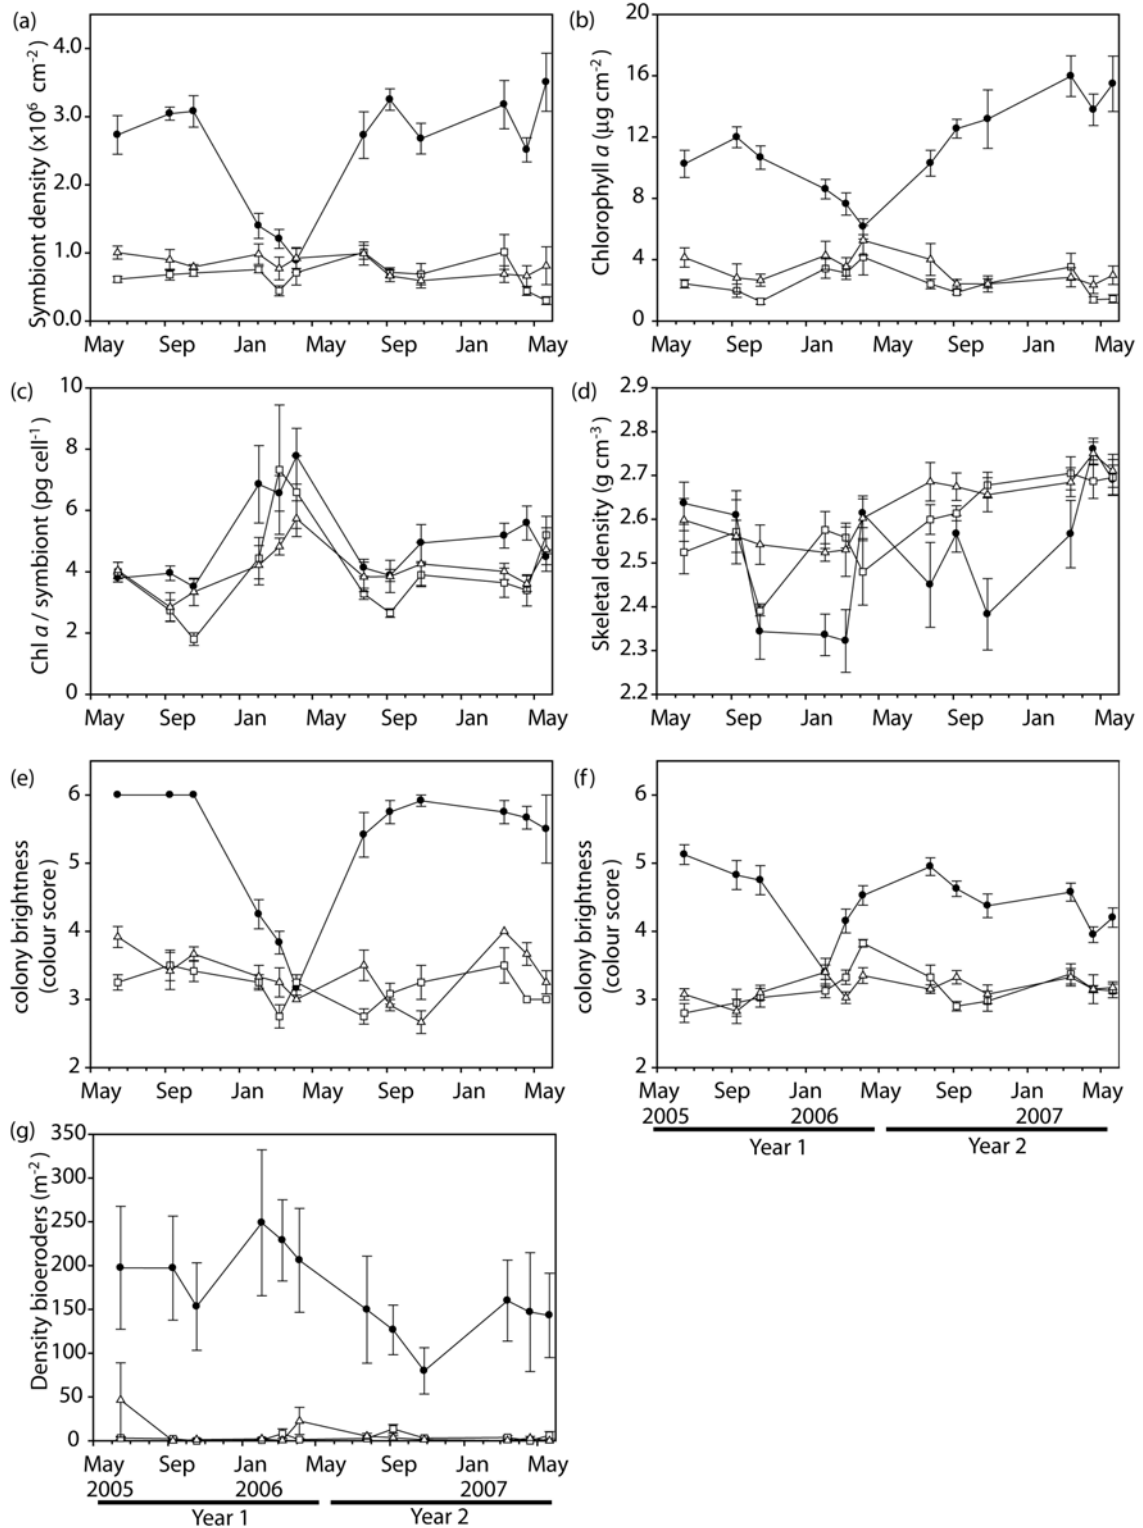 (a)
Symbiont density (x10⁶ cm⁻²)
4.0
3.0
2.0
1.0
0.0
May Sep Jan May Sep Jan May
(b)
Chlorophyll a (µg cm⁻²)
20
16
12
8
4
0
May Sep Jan May Sep Jan May
(c)
Chl a / symbiont (pg cell⁻¹)
10
8
6
4
2
0
May Sep Jan May Sep Jan May
(d)
Skeletal density (g cm⁻³)
2.9
2.8
2.7
2.6
2.5
2.4
2.3
2.2
May Sep Jan May Sep Jan May
(e)
colony brightness
(colour score)
6
5
4
3
2
May Sep Jan May Sep Jan May
(f)
colony brightness
(colour score)
6
5
4
3
2
May Sep Jan May Sep Jan May
2005 2006 2007
Year 1 Year 2
(g)
Density bioeroders (m⁻²)
350
300
250
200
150
100
50
0
May Sep Jan May Sep Jan May
2005 2006 2007
Year 1 Year 2